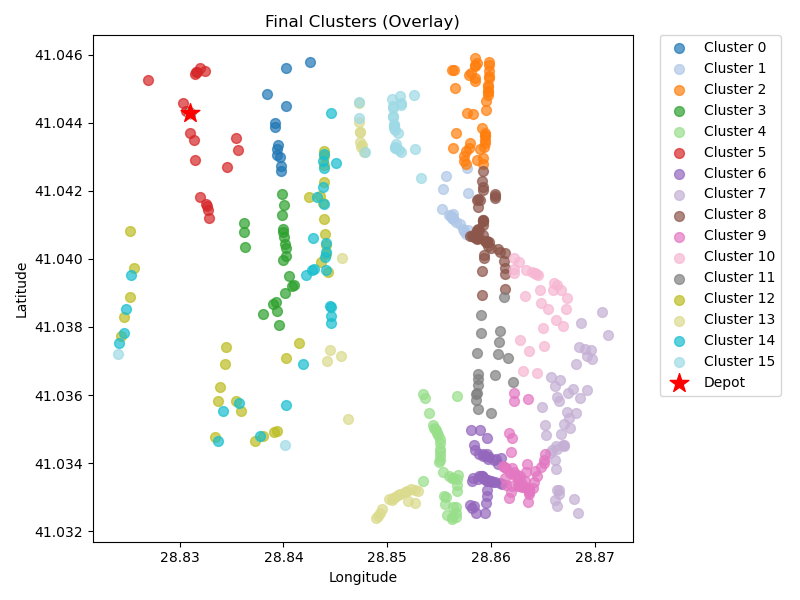 Final Clusters (Overlay)
Latitude
41.046
41.044
41.042
41.040
41.038
41.036
41.034
41.032
28.83 28.84 28.85 28.86 28.87
Longitude
Cluster 0
Cluster 1
Cluster 2
Cluster 3
Cluster 4
Cluster 5
Cluster 6
Cluster 7
Cluster 8
Cluster 9
Cluster 10
Cluster 11
Cluster 12
Cluster 13
Cluster 14
Cluster 15
Depot